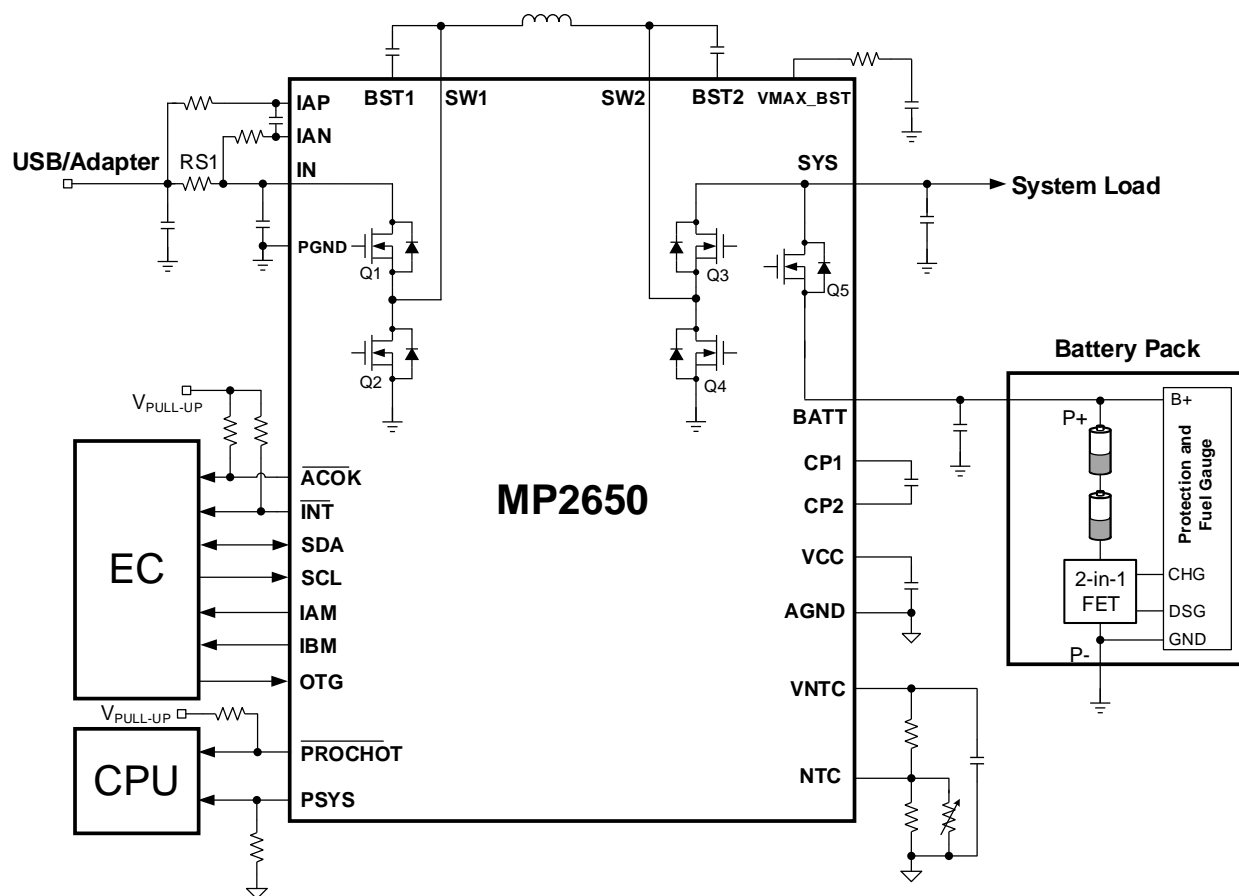 BST1
SW1
SW2
BST2
VMAX_BST
IAP
IAN
USB/Adapter
RS1
IN
SYS
System Load
PGND
Q1
Q3
Q5
Q2
Q4
Battery Pack
VPULL-UP
BATT
P+
B+
Protection and
Fuel Gauge
EC
ACOK
INT
SDA
SCL
IAM
IBM
OTG
MP2650
CP1
CP2
VCC
AGND
2-in-1
FET
CHG
DSG
GND
P-
VPULL-UP
CPU
PROCHOT
PSYS
VNTC
NTC